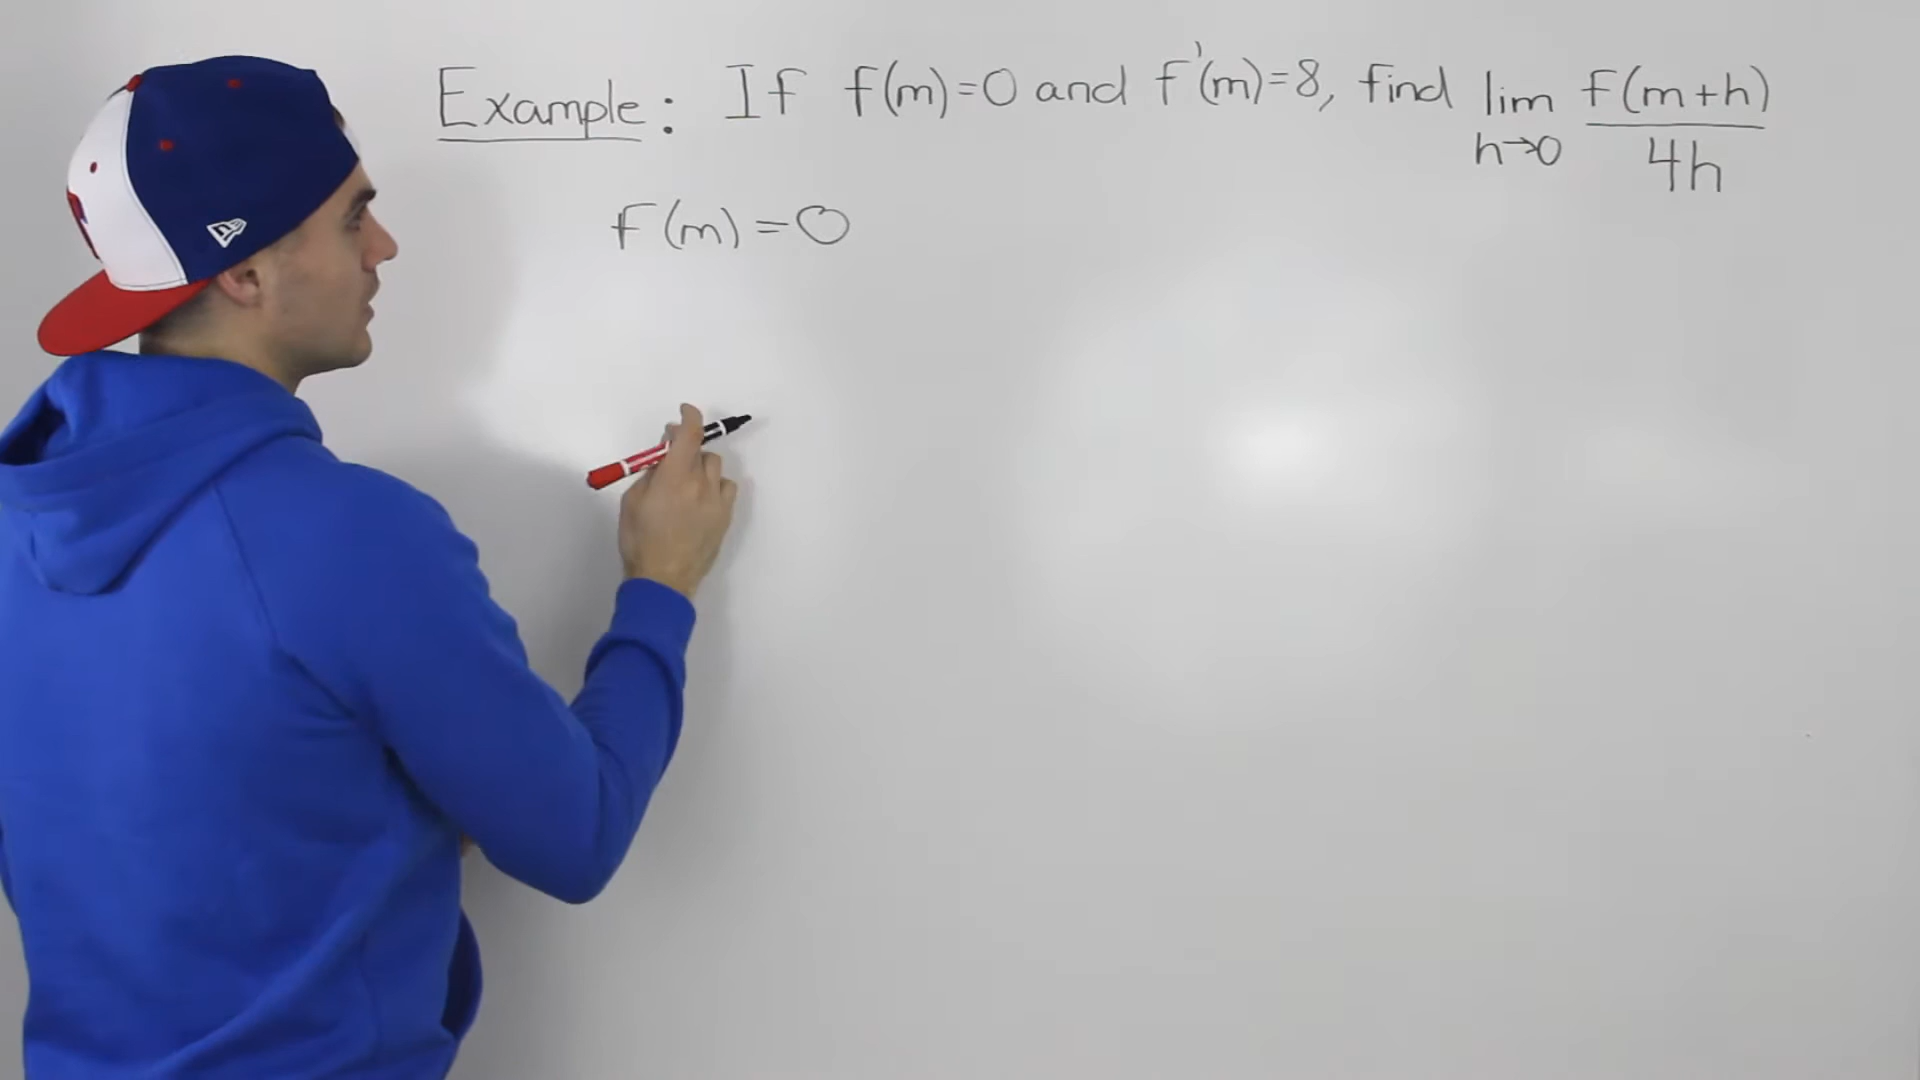 Example: If f(m)=0 and f'(m)=8, find lim h→0 f(m+h)/4h
f(m)=0